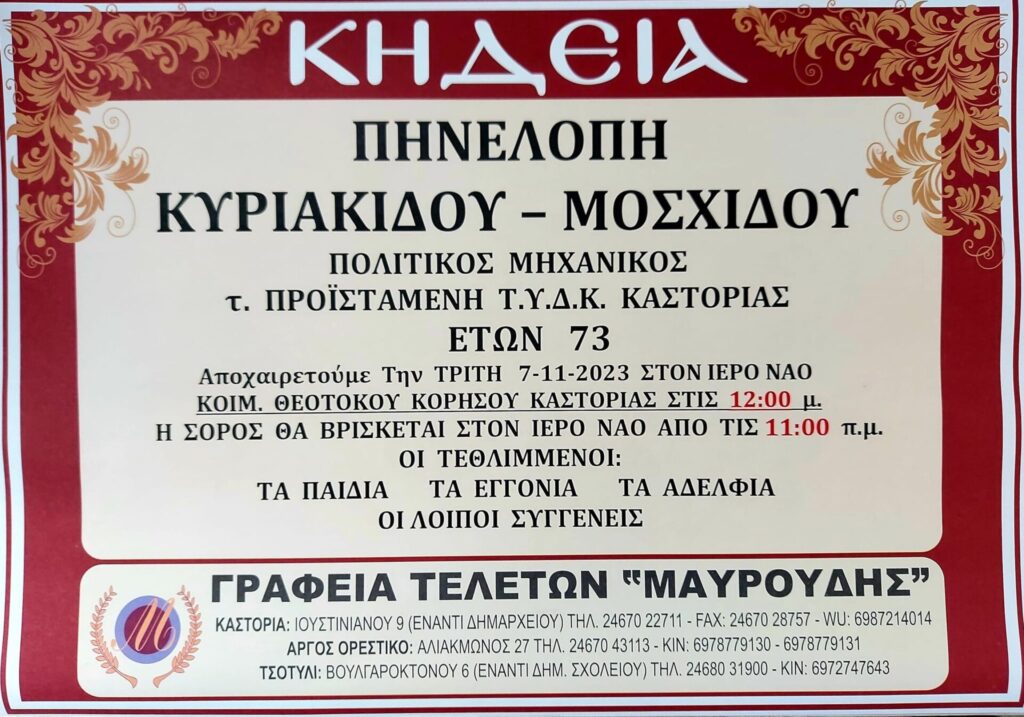 ΚΗΔΕΙΑ
ΠΗΝΕΛΟΠΗ
ΚΥΡΙΑΚΙΔΟΥ – ΜΟΣΧΙΔΟΥ
ΠΟΛΙΤΙΚΟΣ ΜΗΧΑΝΙΚΟΣ
τ. ΠΡΟΪΣΤΑΜΕΝΗ Τ.Υ.Δ.Κ. ΚΑΣΤΟΡΙΑΣ
ΕΤΩΝ 73
Αποχαιρετούμε Την ΤΡΙΤΗ 7-11-2023 ΣΤΟΝ ΙΕΡΟ ΝΑΟ
ΚΟΙΜ. ΘΕΟΤΟΚΟΥ ΚΟΡΗΣΟΥ ΚΑΣΤΟΡΙΑΣ ΣΤΙΣ 12:00 μ.
Η ΣΟΡΟΣ ΘΑ ΒΡΙΣΚΕΤΑΙ ΣΤΟΝ ΙΕΡΟ ΝΑΟ ΑΠΟ ΤΙΣ 11:00 π.μ.
ΟΙ ΤΕΘΛΙΜΜΕΝΟΙ:
ΤΑ ΠΑΙΔΙΑ ΤΑ ΕΓΓΟΝΙΑ ΤΑ ΑΔΕΛΦΙΑ
ΟΙ ΛΟΙΠΟΙ ΣΥΓΓΕΝΕΙΣ
ΓΡΑΦΕΙΑ ΤΕΛΕΤΩΝ "ΜΑΥΡΟΥΔΗΣ"
ΚΑΣΤΟΡΙΑ: ΙΟΥΣΤΙΝΙΑΝΟΥ 9 (ΕΝΑΝΤΙ ΔΗΜΑΡΧΕΙΟΥ) ΤΗΛ. 24670 22711 - FAX: 24670 28757 - WU: 6987214014
ΑΡΓΟΣ ΟΡΕΣΤΙΚΟ: ΑΛΙΑΚΜΟΝΟΣ 27 ΤΗΛ. 24670 43113 - ΚΙΝ: 6978779130 - 6978779131
ΤΣΟΤΥΛΙ: ΒΟΥΛΓΑΡΟΚΤΟΝΟΥ 6 (ΕΝΑΝΤΙ ΔΗΜ. ΣΧΟΛΕΙΟΥ) ΤΗΛ. 24680 31900 - ΚΙΝ: 6972747643
M